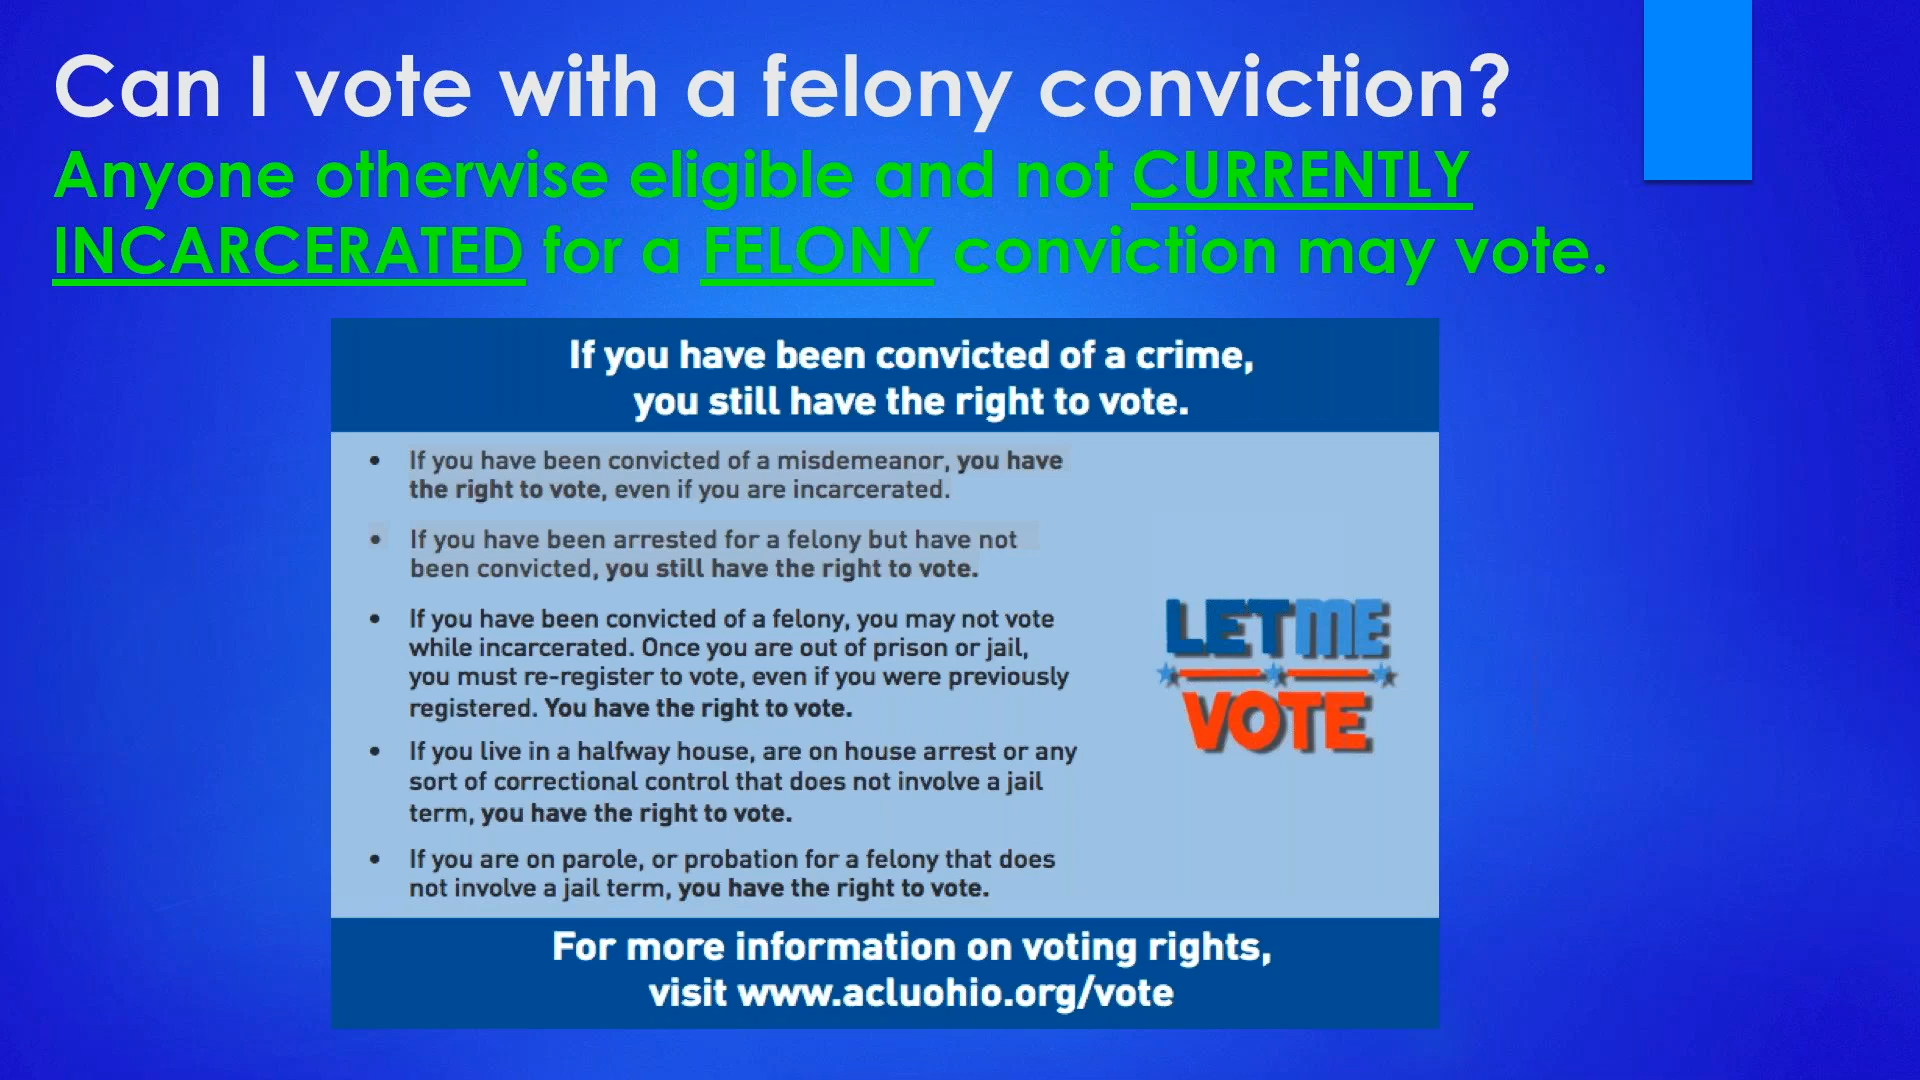 Can I vote with a felony conviction?
Anyone otherwise eligible and not CURRENTLY
INCARCERATED for a FELONY conviction may vote.
If you have been convicted of a crime,
you still have the right to vote.
• If you have been convicted of a misdemeanor, you have
the right to vote, even if you are incarcerated.
• If you have been arrested for a felony but have not
been convicted, you still have the right to vote.
• If you have been convicted of a felony, you may not vote
while incarcerated. Once you are out of prison or jail,
you must re-register to vote, even if you were previously
registered. You have the right to vote.
• If you live in a halfway house, are on house arrest or any
sort of correctional control that does not involve a jail
term, you have the right to vote.
• If you are on parole, or probation for a felony that does
not involve a jail term, you have the right to vote.
LET ME
VOTE
For more information on voting rights,
visit www.acluohio.org/vote